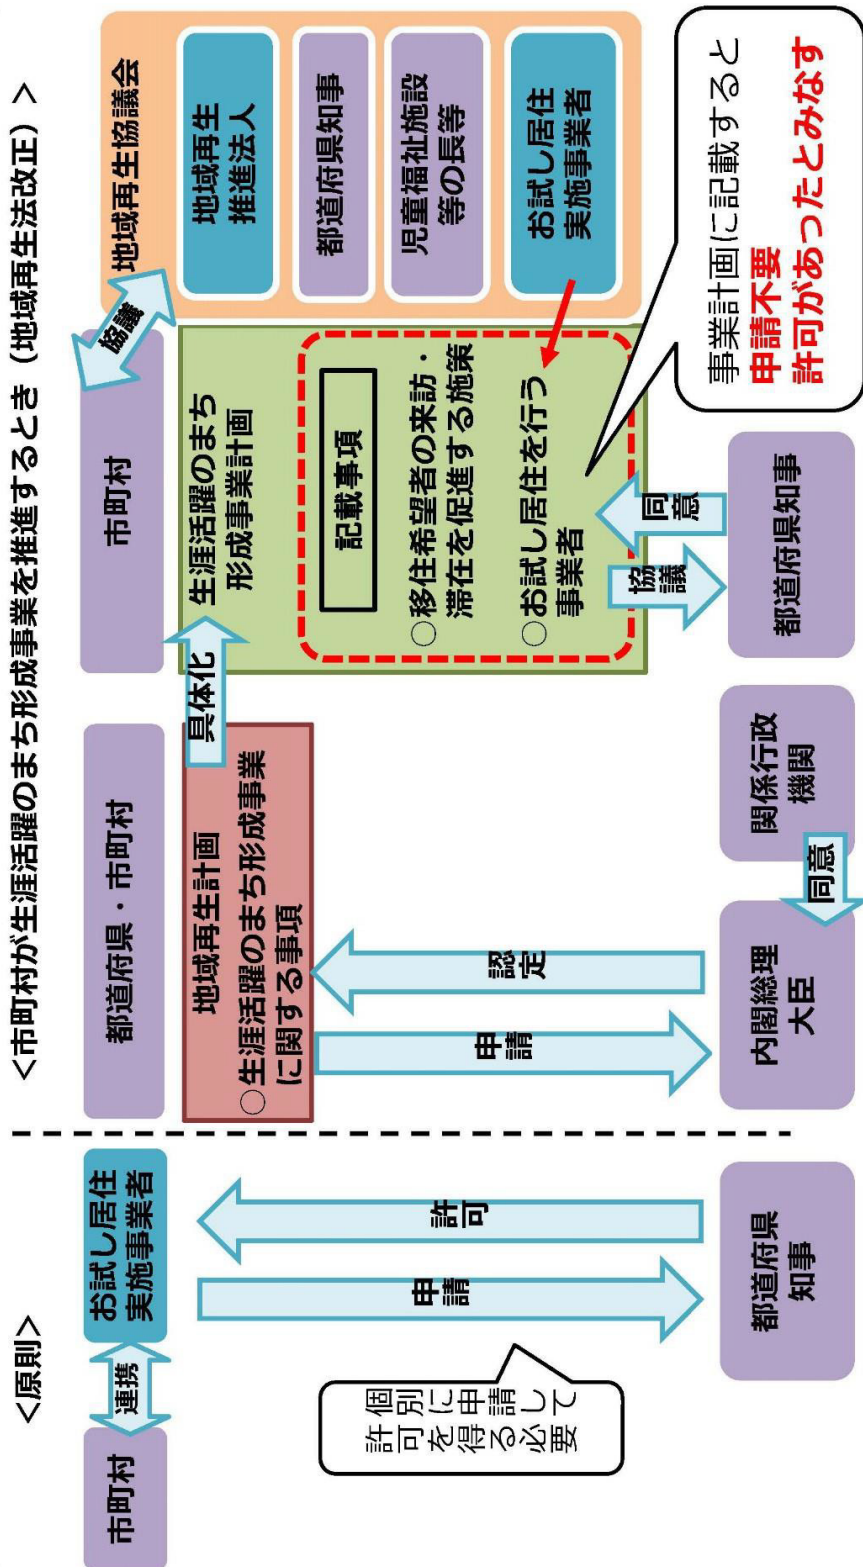 <原則>
市町村
連携
お試し居住
実施事業者
申請
許可
個別に申請して
許可を得る必要
都道府県
知事
<市町村が生涯活躍のまち形成事業を推進するとき（地域再生法改正）>
都道府県・市町村
地域再生計画
○生涯活躍のまち形成事業
に関する事項
申請
認定
内閣総理
大臣
同意
関係行政
機関
具体化
市町村
協議
生涯活躍のまち
形成事業計画
記載事項
○移住希望者の来訪・
滞在を促進する施策
○お試し居住を行う
事業者
協議
同意
都道府県知事
地域再生協議会
地域再生
推進法人
都道府県知事
児童福祉施設
等の長等
お試し居住
実施事業者
事業計画に記載すると
申請不要
許可があったとみなす